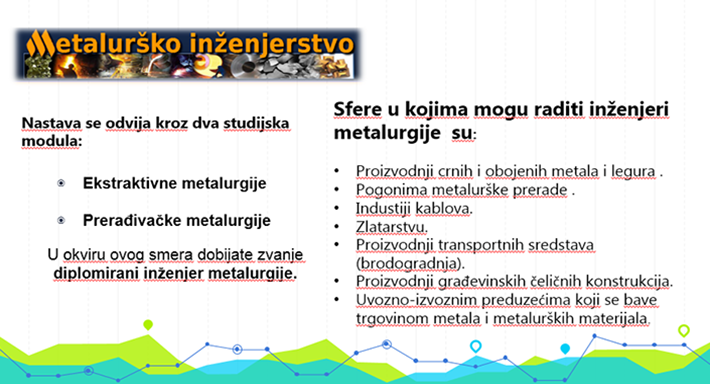 Metalurško inženjerstvo
Nastava se odvija kroz dva studijska
modula:
Ekstraktivne metalurgije
Prerađivačke metalurgije
U okviru ovog smera dobijate zvanje
diplomirani inženjer metalurgije.
Sfere u kojima mogu raditi inženjeri
metalurgije su:
• Proizvodnji crnih i obojenih metala i legura .
• Pogonima metalurške prerade .
• Industiji kablova.
• Zlatarstvu.
• Proizvodnji transportnih sredstava
(brodogradnja).
• Proizvodnji građevinskih čeličnih konstrukcija.
• Uvozno-izvoznim preduzećima koji se bave
trgovinom metala i metalurških materijala.